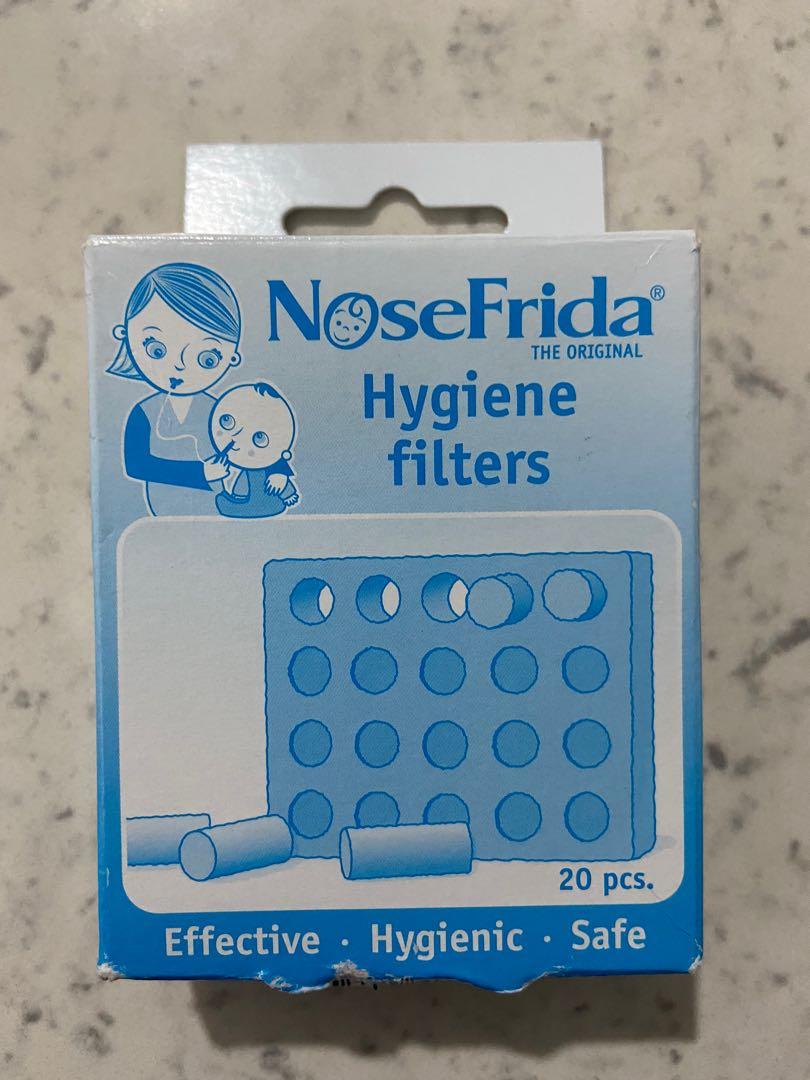 NoseFrida®
THE ORIGINAL
Hygiene
filters
20 pcs.
Effective · Hygienic · Safe